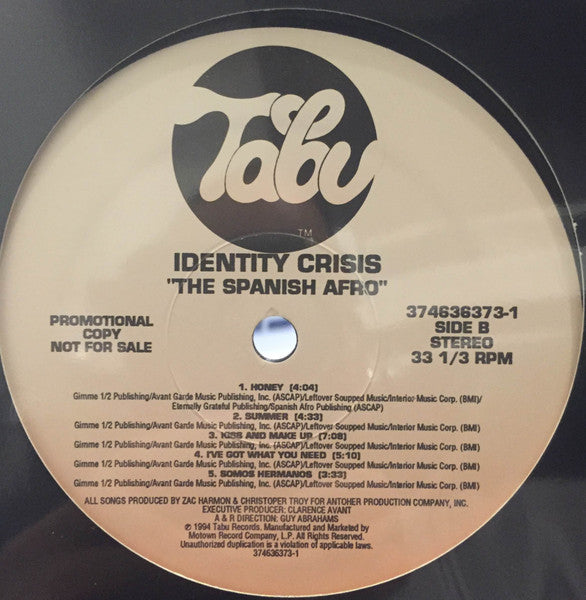 Tabu
TM
IDENTITY CRISIS
"THE SPANISH AFRO"
PROMOTIONAL
COPY
NOT FOR SALE
374636373-1
SIDE B
STEREO
33 1/3 RPM
1. HONEY (4:04)
Gimme 1/2 Publishing/Avant Garde Music Publishing, Inc. (ASCAP)/Leftover Soupped Music/Interior Music Corp. (BMI)/
Eternally Grateful Publishing/Spanish Afro Publishing (ASCAP)
2. SUMMER (4:33)
Gimme 1/2 Publishing/Avant Garde Music Publishing, Inc. (ASCAP)/Leftover Soupped Music/Interior Music Corp. (BMI)
3. KISS AND MAKE UP (7:08)
Gimme 1/2 Publishing/Avant Garde Music Publishing, Inc. (ASCAP)/Leftover Soupped Music/Interior Music Corp. (BMI)
4. I'VE GOT WHAT YOU NEED (5:10)
Gimme 1/2 Publishing/Avant Garde Music Publishing, Inc. (ASCAP)/Leftover Soupped Music/Interior Music Corp. (BMI)
5. SOMOS HERMANOS (3:33)
Gimme 1/2 Publishing/Avant Garde Music Publishing, Inc. (ASCAP)/Leftover Soupped Music/Interior Music Corp. (BMI)
ALL SONGS PRODUCED BY ZAC HARMON & CHRISTOPER TROY FOR ANTOHER PRODUCTION COMPANY, INC.
EXECUTIVE PRODUCER: CLARENCE AVANT
A & R DIRECTION: GUY ABRAHAMS
℗ 1994 Tabu Records. Manufactured and Marketed by
Motown Record Company, L.P. All Rights Reserved.
Unauthorized duplication is a violation of applicable laws.
374636373-1